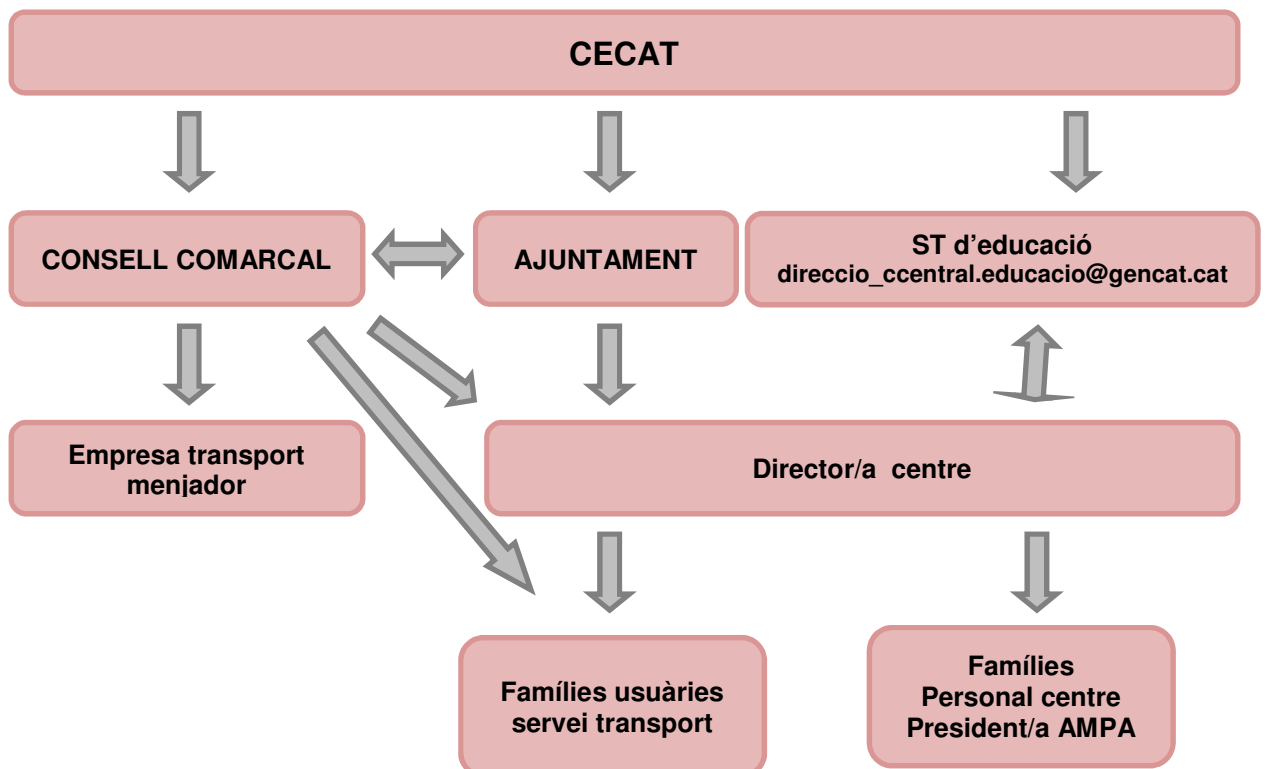 CECAT
CONSELL COMARCAL
AJUNTAMENT
ST d'educació
direccio_ccentral.educacio@gencat.cat
Empresa transport
menjador
Director/a centre
Famílies usuàries
servei transport
Famílies
Personal centre
President/a AMPA